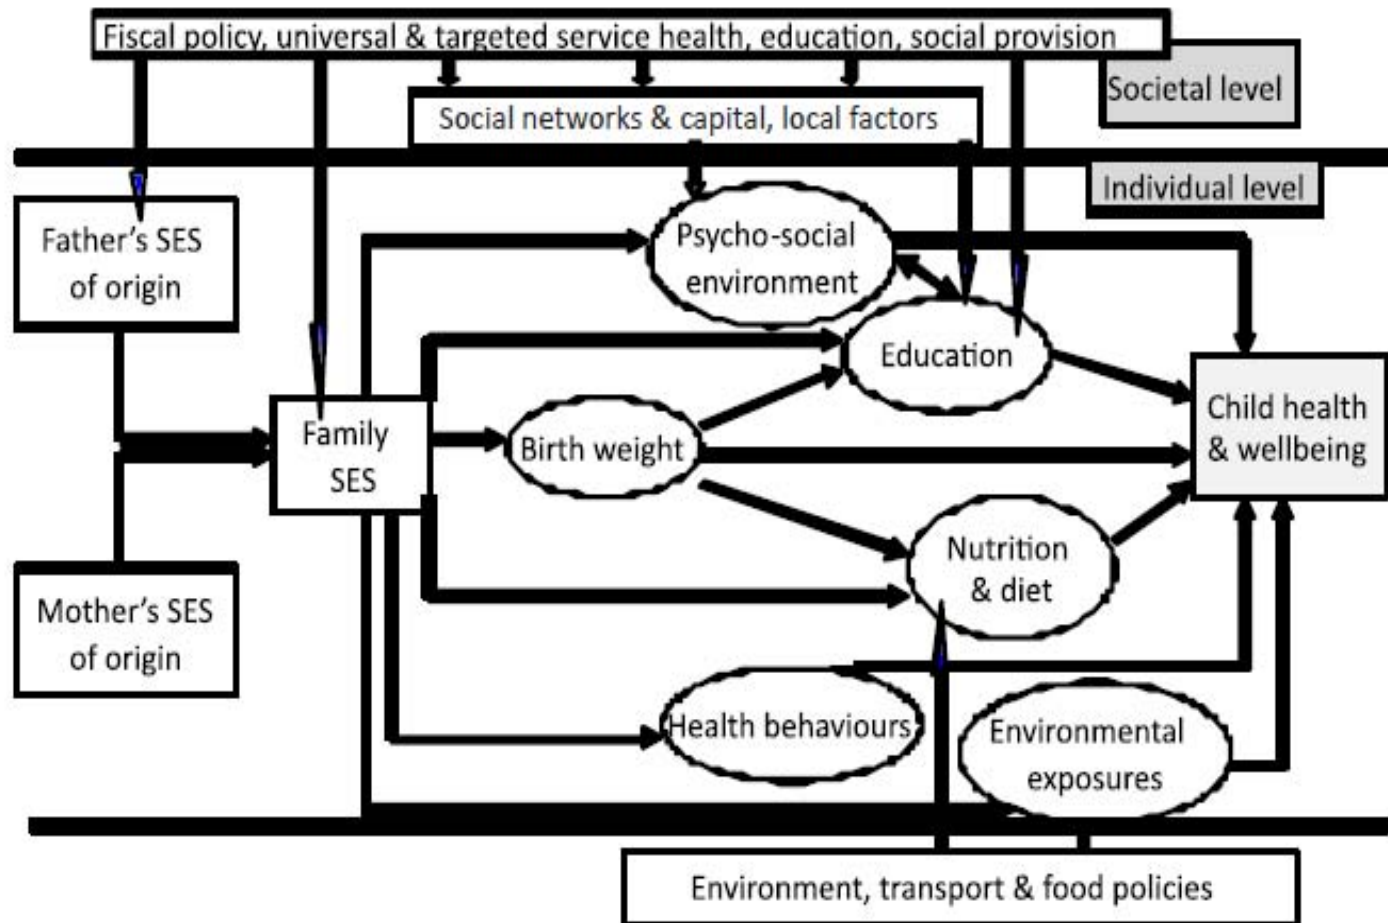 Fiscal policy, universal & targeted service health, education, social provision
Societal level
Social networks & capital, local factors
Individual level
Father's SES
of origin
Psycho-social
environment
Education
Family
SES
Birth weight
Child health
& wellbeing
Nutrition
& diet
Mother's SES
of origin
Health behaviours
Environmental
exposures
Environment, transport & food policies